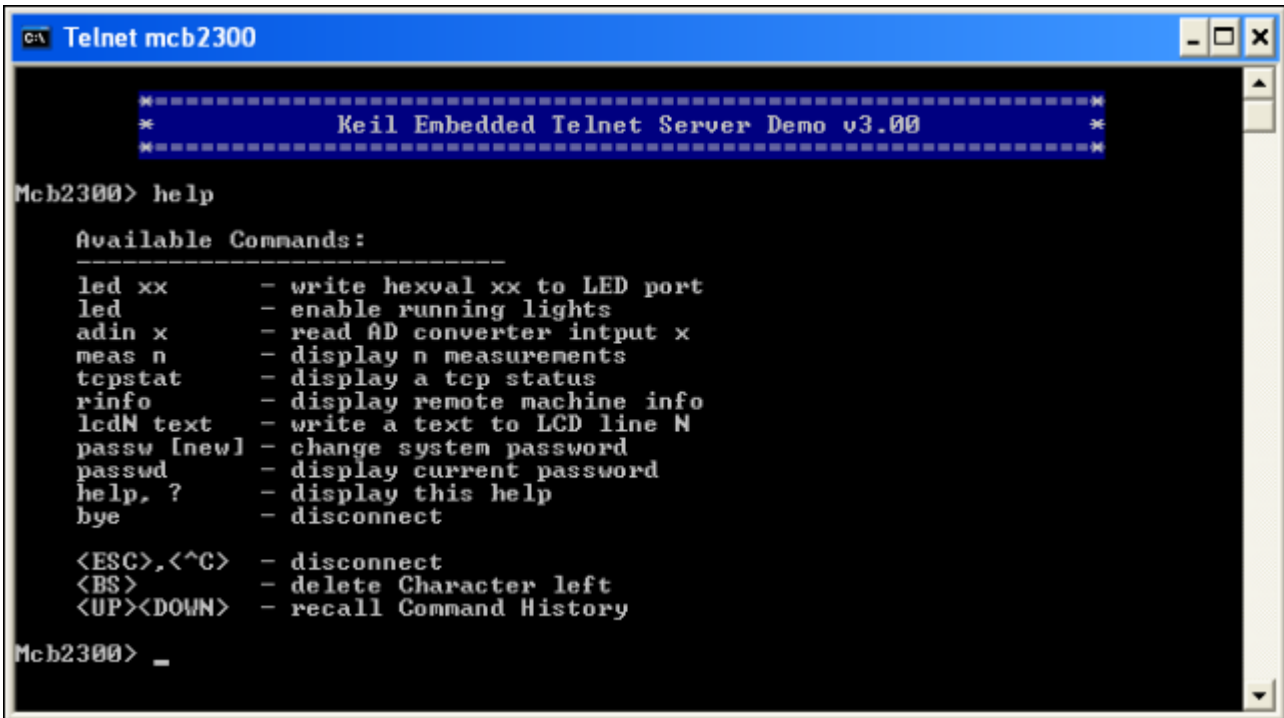 Telnet mcb2300
*=============================================================*
* Keil Embedded Telnet Server Demo v3.00 *
*=============================================================*
Mcb2300> help
Available Commands:
----------------------------
led xx - write hexval xx to LED port
led - enable running lights
adin x - read AD converter intput x
meas n - display n measurements
tcpstat - display a tcp status
rinfo - display remote machine info
lcdN text - write a text to LCD line N
passw [new] - change system password
passwd - display current password
help, ? - display this help
bye - disconnect
<ESC>,<^C> - disconnect
<BS> - delete Character left
<UP><DOWN> - recall Command History
Mcb2300> _